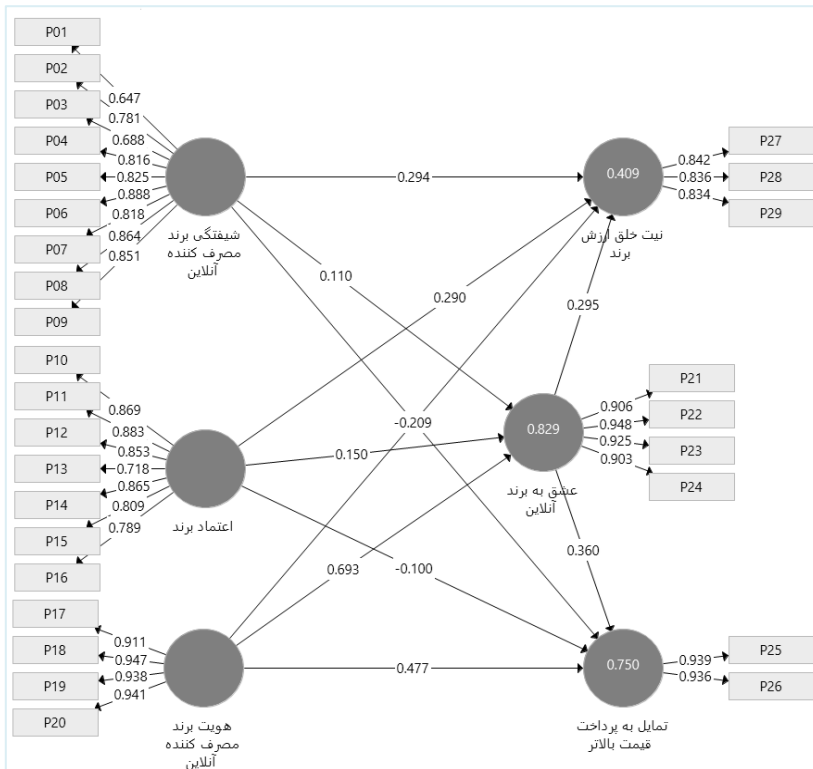 P01
P02
P03
P04
P05
P06
P07
P08
P09
0.647
0.781
0.688
0.816
0.825
0.888
0.818
0.864
0.851
شیفتگی برند
مصرف کننده
آنلاین
P10
P11
P12
P13
P14
P15
P16
0.869
0.883
0.853
0.718
0.865
0.809
0.789
اعتماد برند
P17
P18
P19
P20
0.911
0.947
0.938
0.941
هویت برند
مصرف کننده
آنلاین
0.294
0.110
0.290
-0.209
0.150
0.693
-0.100
0.477
0.295
0.360
0.409
نیت خلق ارزش
برند
0.842
0.836
0.834
P27
P28
P29
0.829
عشق به برند
آنلاین
0.906
0.948
0.925
0.903
P21
P22
P23
P24
0.750
تمایل به پرداخت
قیمت بالاتر
0.939
0.936
P25
P26